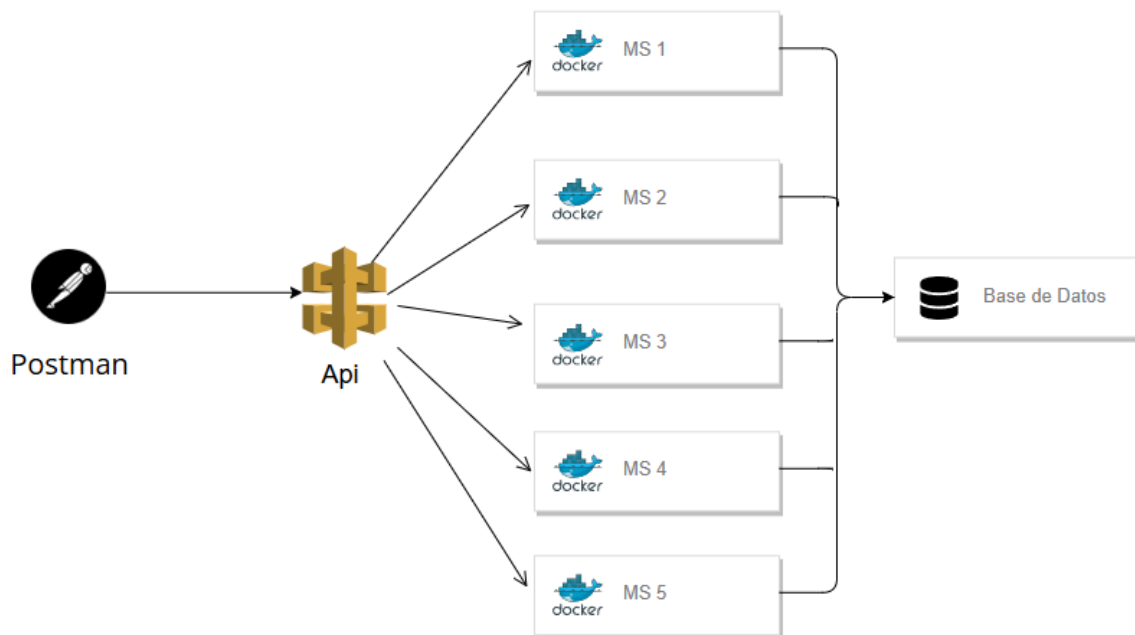 docker
MS 1
docker
MS 2
Postman
Api
docker
MS 3
Base de Datos
docker
MS 4
docker
MS 5